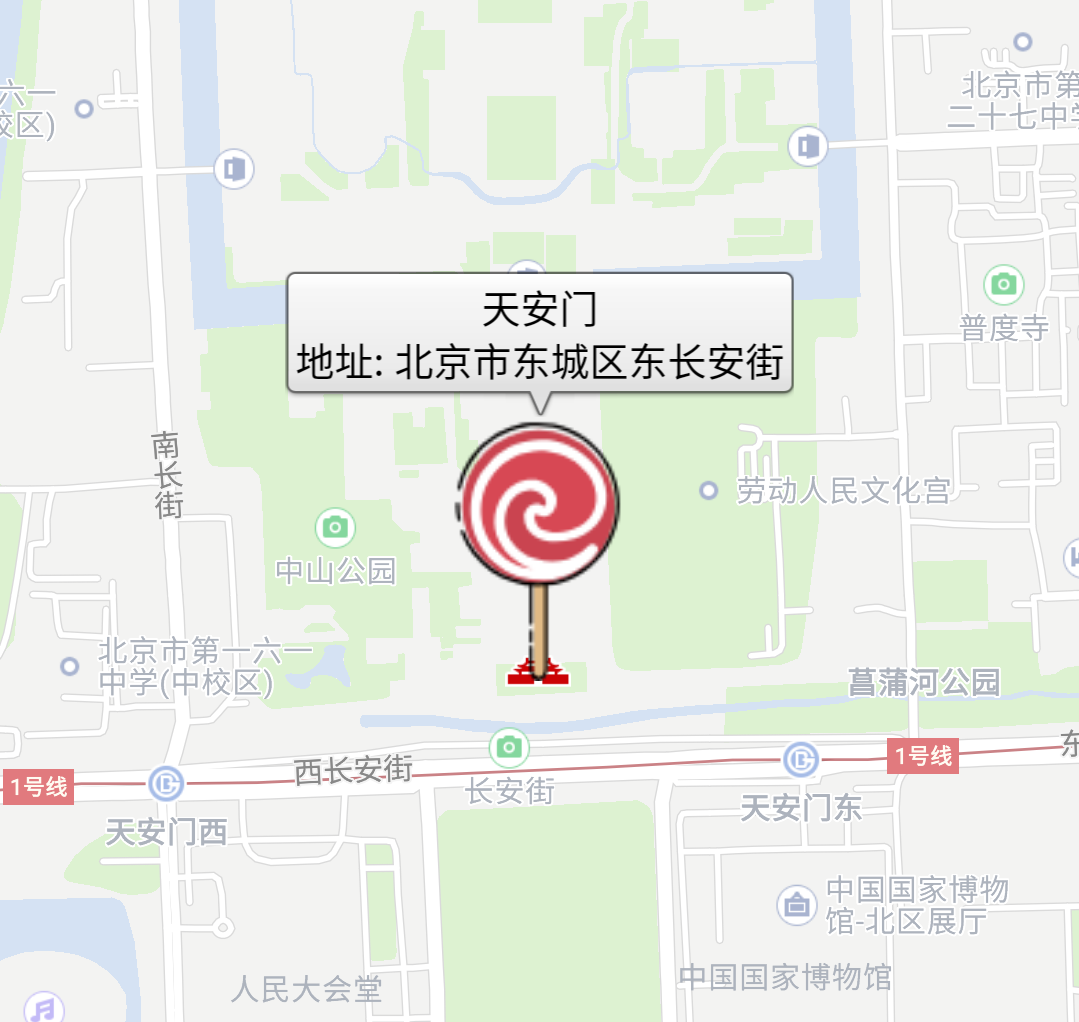 六一
校区)
北京市第
二十七中学
天安门
地址: 北京市东城区东长安街
普度寺
南长街
劳动人民文化宫
中山公园
北京市第一六一
中学(中校区)
菖蒲河公园
1号线
西长安街
长安街
1号线
东
天安门西
天安门东
中国国家博物
馆-北区展厅
人民大会堂
中国国家博物馆